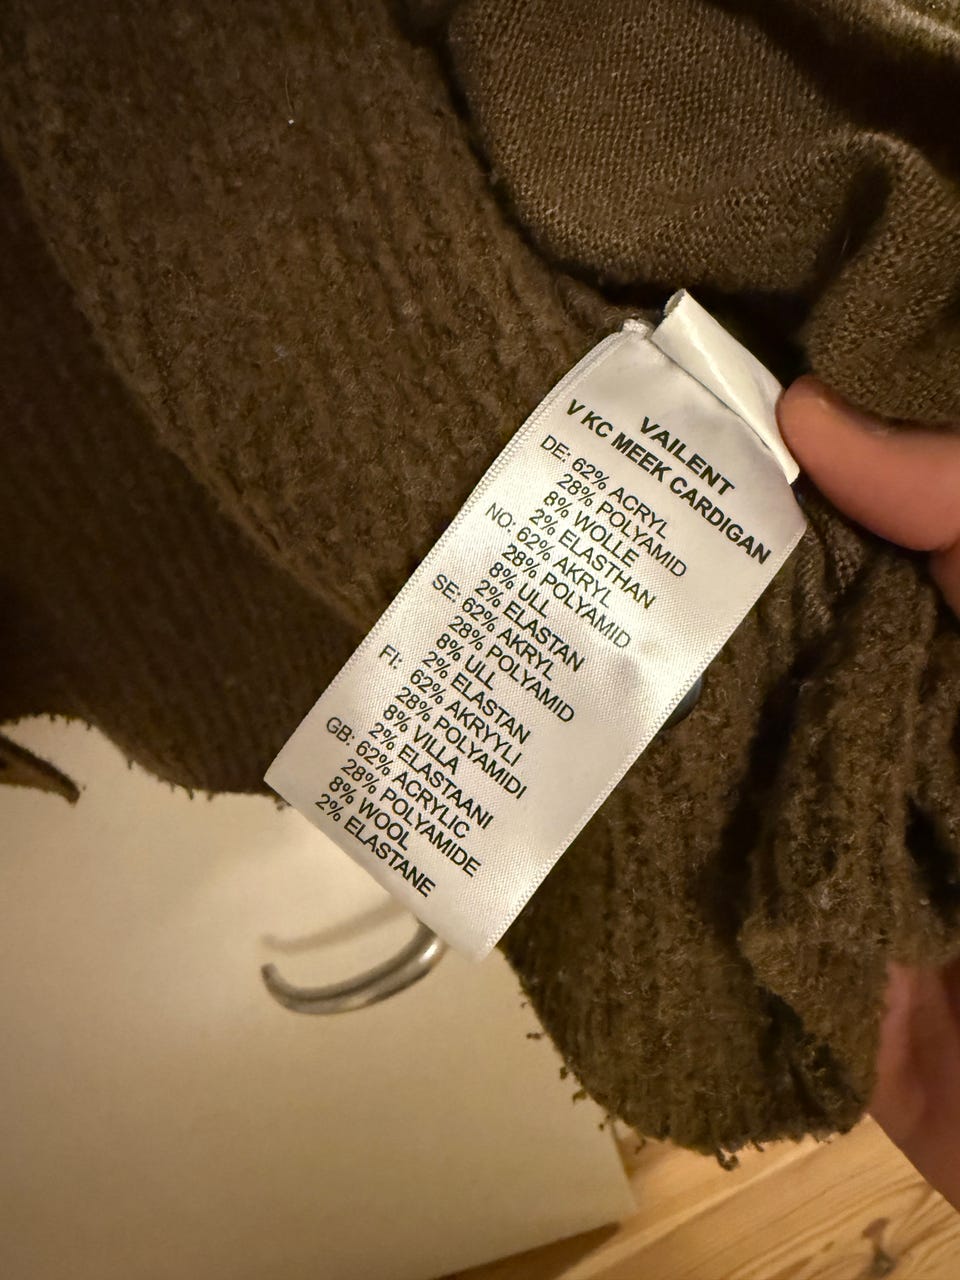 VAILENT
V KC MEEK CARDIGAN
DE: 62% ACRYL
28% POLYAMID
8% WOLLE
2% ELASTHAN
NO: 62% AKRYL
28% POLYAMID
8% ULL
2% ELASTAN
SE: 62% AKRYL
28% POLYAMID
8% ULL
2% ELASTAN
FI: 62% AKRYYLI
28% POLYAMIDI
8% VILLA
2% ELASTAANI
GB: 62% ACRYLIC
28% POLYAMIDE
8% WOOL
2% ELASTANE